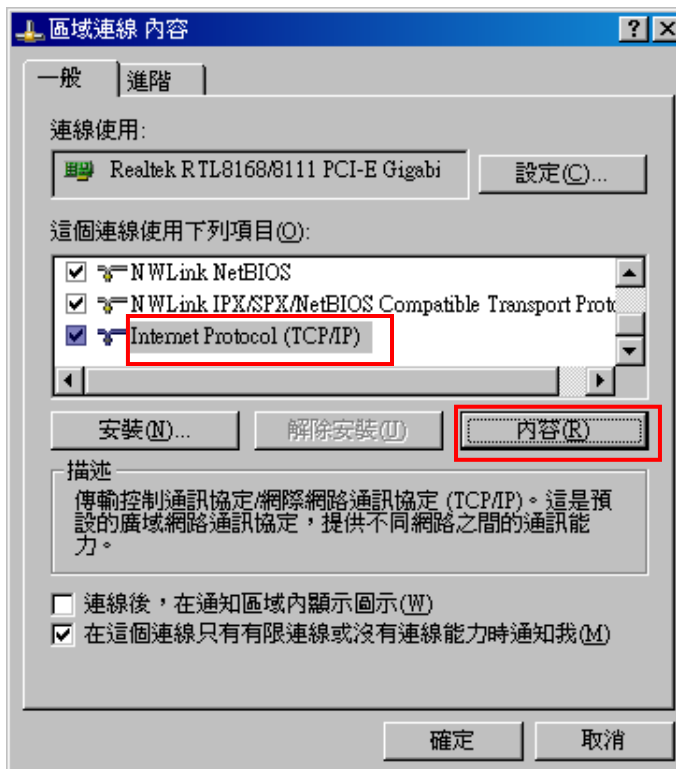 區域連線 內容
一般
進階
連線使用:
Realtek RTL8168/8111 PCI-E Gigabi
設定(C)...
這個連線使用下列項目(O):
NWLink NetBIOS
NWLink IPX/SPX/NetBIOS Compatible Transport Proto
Internet Protocol (TCP/IP)
安裝(N)...
解除安裝(U)
內容(R)
描述
傳輸控制通訊協定/網際網路通訊協定 (TCP/IP)。這是預
設的廣域網路通訊協定，提供不同網路之間的通訊能
力。
連線後，在通知區域內顯示圖示(W)
在這個連線只有有限連線或沒有連線能力時通知我(M)
確定
取消